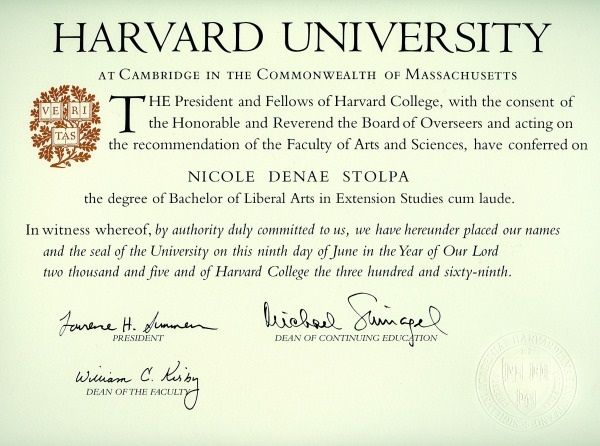 HARVARD UNIVERSITY
AT CAMBRIDGE IN THE COMMONWEALTH OF MASSACHUSETTS
VE RI
TAS
THE President and Fellows of Harvard College, with the consent of
the Honorable and Reverend the Board of Overseers and acting on
the recommendation of the Faculty of Arts and Sciences, have conferred on
NICOLE DENAE STOLPA
the degree of Bachelor of Liberal Arts in Extension Studies cum laude.
In witness whereof, by authority duly committed to us, we have hereunder placed our names
and the seal of the University on this ninth day of June in the Year of Our Lord
two thousand and five and of Harvard College the three hundred and sixty-ninth.
Lawrence H. Summers
PRESIDENT
Michael Shinagel
DEAN OF CONTINUING EDUCATION
William C. Kirby
DEAN OF THE FACULTY